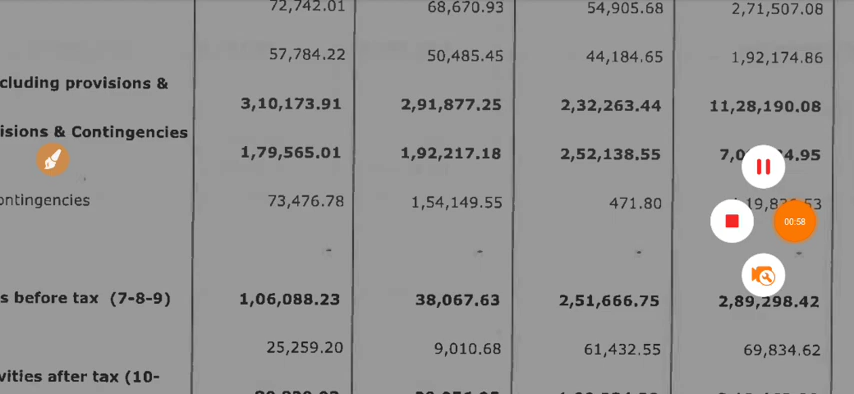 72,742.01 68,670.93 54,905.68 2,71,507.08
57,784.22 50,485.45 44,184.65 1,92,174.86
cluding provisions &
3,10,173.91 2,91,877.25 2,32,263.44 11,28,190.08
isions & Contingencies
1,79,565.01 1,92,217.18 2,52,138.55
ontingencies 73,476.78 1,54,149.55 471.80
00:58
- - - -
s before tax (7-8-9) 1,06,088.23 38,067.63 2,51,666.75 2,89,298.42
25,259.20 9,010.68 61,432.55 69,834.62
vities after tax (10-